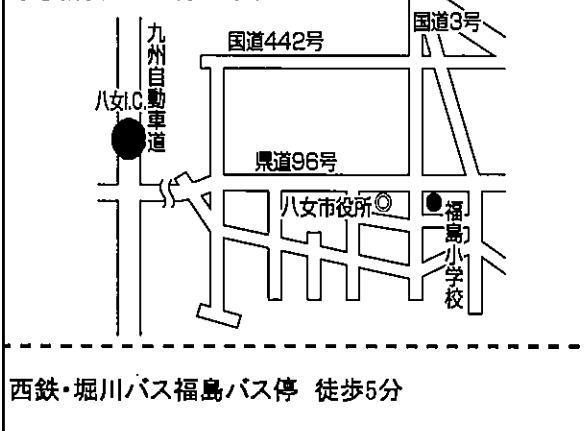 国道3号
国道442号
九州自動車道
八女I.C.
県道96号
八女市役所
福島小学校
西鉄・堀川バス福島バス停 徒歩5分